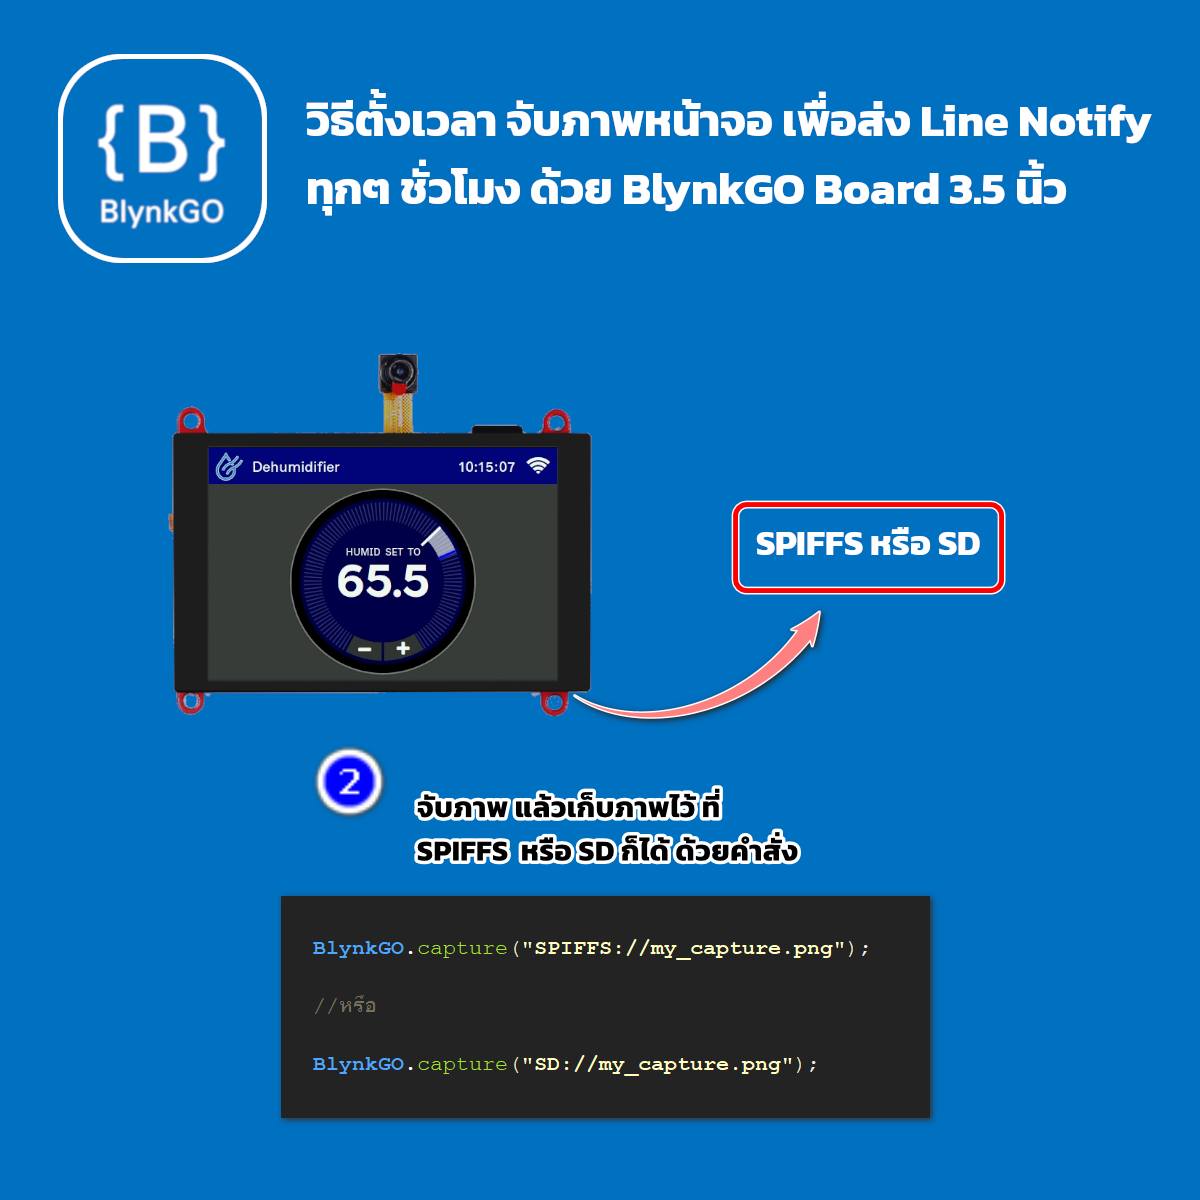 {B}
BlynkGO
วิธีตั้งเวลา จับภาพหน้าจอ เพื่อส่ง Line Notify
ทุกๆ ชั่วโมง ด้วย BlynkGO Board 3.5 นิ้ว
Dehumidifier 10:15:07
HUMID SET TO
65.5
− +
SPIFFS หรือ SD
2
จับภาพ แล้วเก็บภาพไว้ ที่
SPIFFS หรือ SD ก็ได้ ด้วยคำสั่ง
BlynkGO.capture("SPIFFS://my_capture.png");
//หรือ
BlynkGO.capture("SD://my_capture.png");